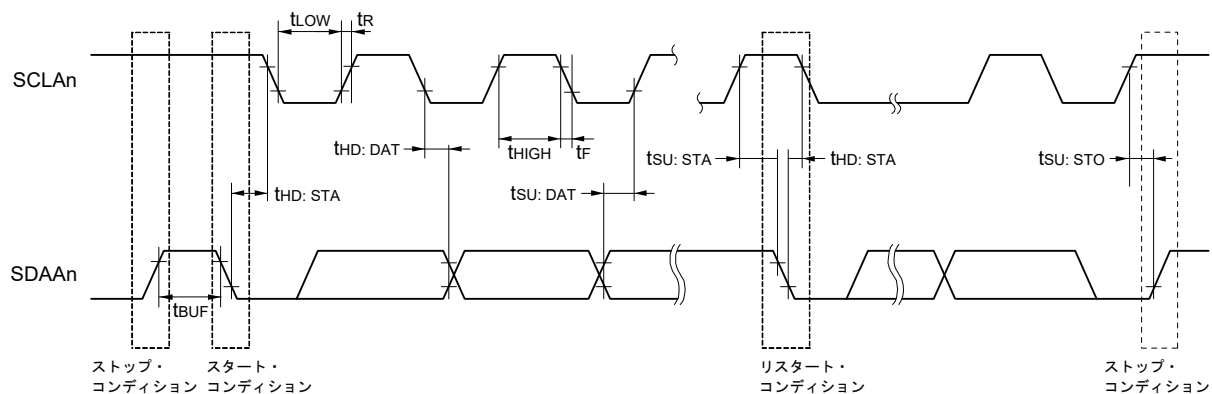 tLOW
tR
SCLAn
tHD: DAT
tHIGH
tF
tSU: STA
tHD: STA
tSU: STO
tHD: STA
tSU: DAT
SDAAn
tBUF
ストップ・
コンディション
スタート・
コンディション
リスタート・
コンディション
ストップ・
コンディション